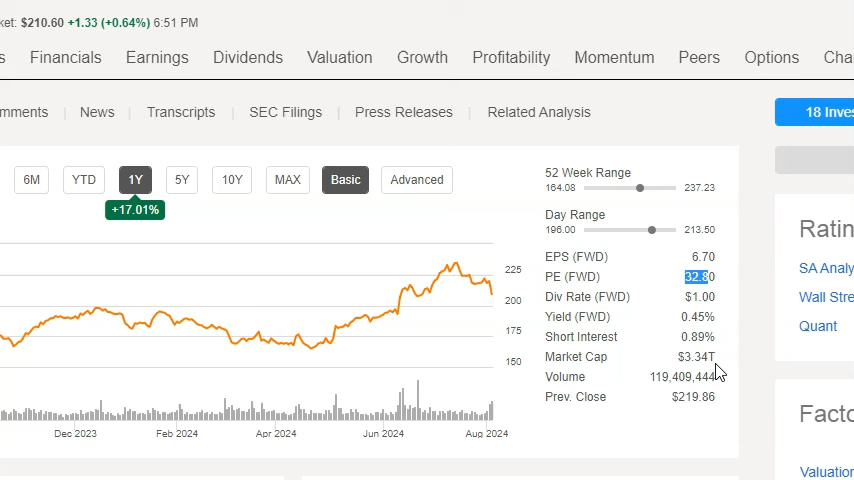 ket: $210.60 +1.33 (+0.64%) 6:51 PM
s Financials Earnings Dividends Valuation Growth Profitability Momentum Peers Options Cha
mments News Transcripts SEC Filings Press Releases Related Analysis
18 Inves
6M YTD 1Y 5Y 10Y MAX Basic Advanced
+17.01%
52 Week Range
164.08 237.23
Day Range
196.00 213.50
EPS (FWD) 6.70
PE (FWD) 32.80
Div Rate (FWD) $1.00
Yield (FWD) 0.45%
Short Interest 0.89%
Market Cap $3.34T
Volume 119,409,444
Prev. Close $219.86
225
200
175
150
Dec 2023 Feb 2024 Apr 2024 Jun 2024 Aug 2024
Ratin
SA Analy
Wall Stre
Quant
Facto
Valuation